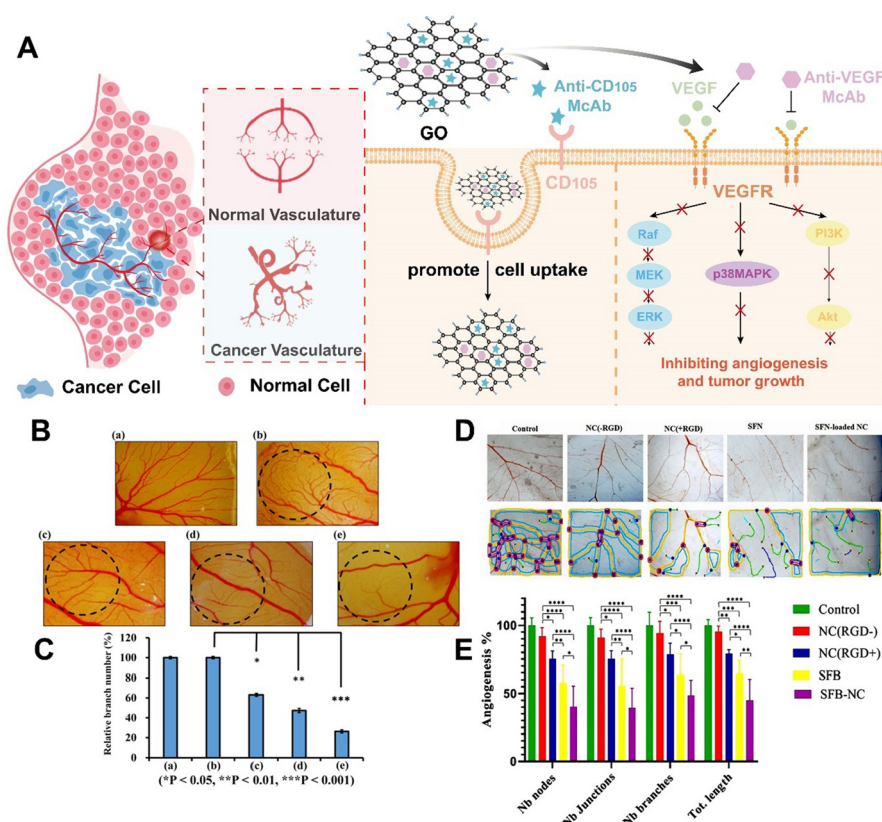 A
Normal Vasculature
Cancer Vasculature
Cancer Cell
Normal Cell
GO
Anti-CD105
McAb
CD105
promote
cell uptake
VEGF
Anti-VEGF
McAb
VEGFR
Raf
MEK
ERK
p38MAPK
PI3K
Akt
Inhibiting angiogenesis
and tumor growth
B
(a)
(b)
(c)
(d)
(e)
C
Relative branch number (%)
120
100
80
60
40
20
0
*
**
***
(a)
(b)
(c)
(d)
(e)
(*P < 0.05, **P < 0.01, ***P < 0.001)
D
Control
NC(-RGD)
NC(+RGD)
SFN
SFN-loaded NC
E
Angiogenesis %
100
50
0
****
****
*
****
**
*
****
****
*
****
**
*
****
***
*
****
*
*
****
***
**
****
*
**
Nb nodes
Nb Junctions
Nb branches
Tot. length
Control
NC(RGD-)
NC(RGD+)
SFB
SFB-NC